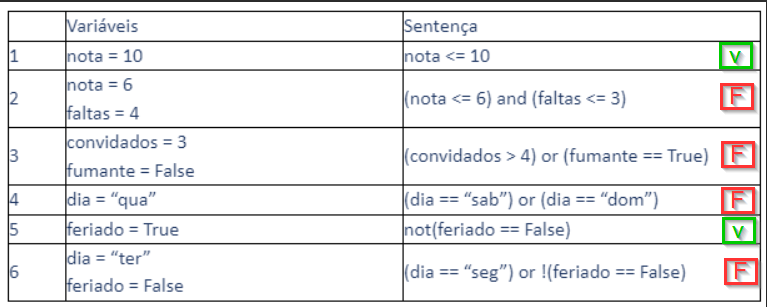 Variáveis Sentença
1 nota = 10 nota <= 10 V
2 nota = 6
faltas = 4 (nota <= 6) and (faltas <= 3) F
3 convidados = 3
fumante = False (convidados > 4) or (fumante == True) F
4 dia = “qua” (dia == “sab”) or (dia == “dom”) F
5 feriado = True not(feriado == False) V
6 dia = “ter”
feriado = False (dia == “seg”) or !(feriado == False) F